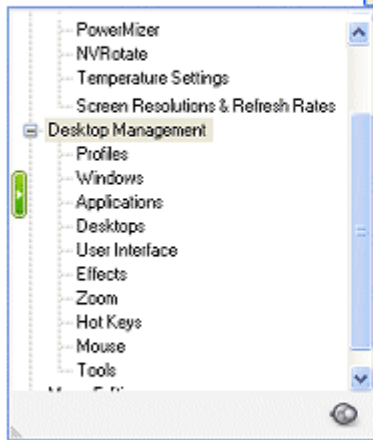 PowerMizer
NVRotate
Temperature Settings
Screen Resolutions & Refresh Rates
Desktop Management
Profiles
Windows
Applications
Desktops
User Interface
Effects
Zoom
Hot Keys
Mouse
Tools